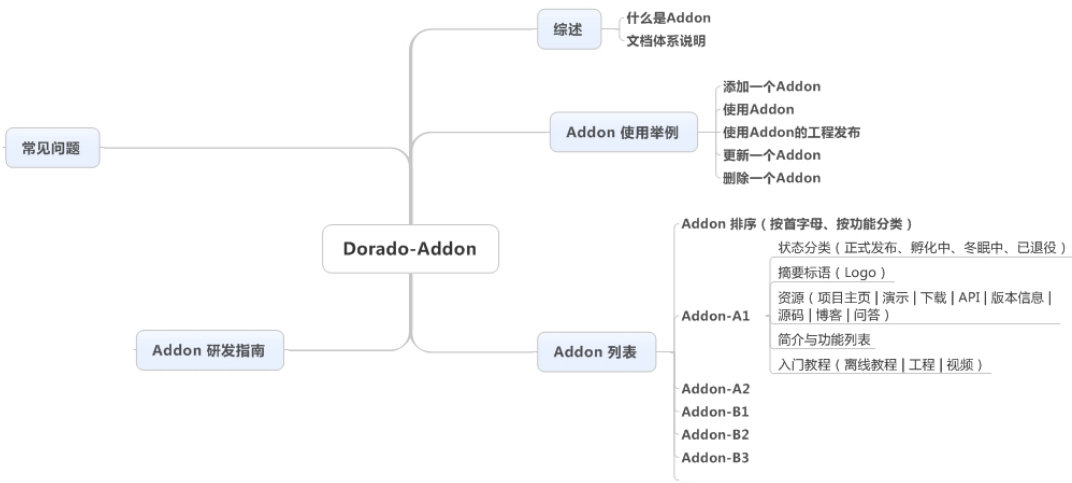 综述
什么是Addon
文档体系说明
Addon 使用举例
添加一个Addon
使用Addon
使用Addon的工程发布
更新一个Addon
删除一个Addon
常见问题
Dorado-Addon
Addon 研发指南
Addon 列表
Addon 排序（按首字母、按功能分类）
Addon-A1
状态分类（正式发布、孵化中、冬眠中、已退役）
摘要标语（Logo）
资源（项目主页 | 演示 | 下载 | API | 版本信息 |
源码 | 博客 | 问答）
简介与功能列表
入门教程（离线教程 | 工程 | 视频）
Addon-A2
Addon-B1
Addon-B2
Addon-B3